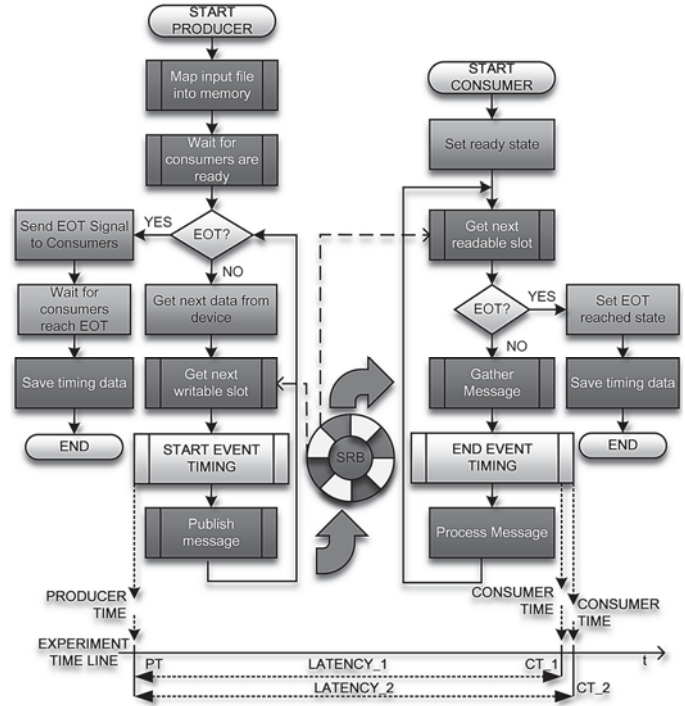 START
PRODUCER
Map input file
into memory
Wait for
consumers are
ready
EOT?
YES
NO
Send EOT Signal
to Consumers
Wait for
consumers
reach EOT
Save timing data
END
Get next data from
device
Get next
writable slot
START EVENT
TIMING
Publish
message
SRB
START
CONSUMER
Set ready state
Get next
readable slot
EOT?
YES
NO
Set EOT
reached state
Save timing data
END
Gather
Message
END EVENT
TIMING
Process Message
PRODUCER
TIME
CONSUMER
TIME
CONSUMER
TIME
EXPERIMENT
TIME LINE
PT
LATENCY_1
CT_1
t
LATENCY_2
CT_2